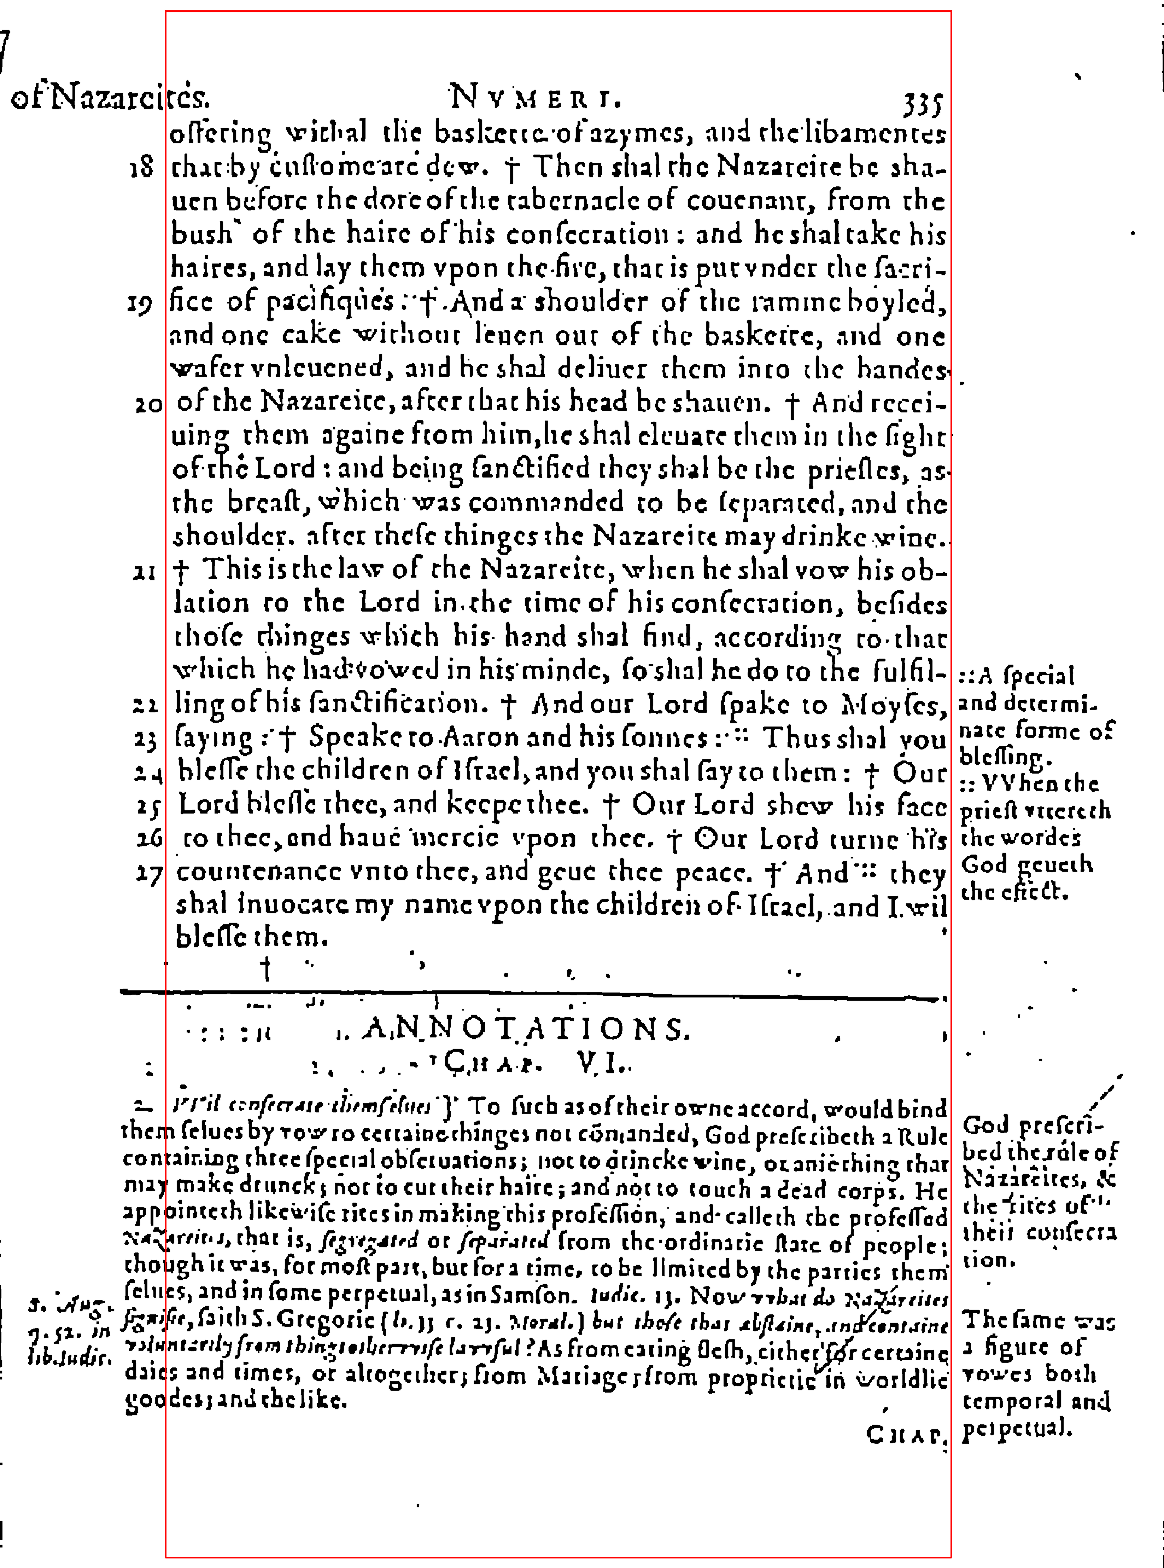 of Nazareites.
NVMERI.
335
offering withal the baskette of azymes, and the libamentes
18 that by custome are dew. † Then shal the Nazareite be sha-
uen before the dore of the tabernacle of couenant, from the
bush of the haire of his consecration : and he shal take his
haires, and lay them vpon the fire, that is put vnder the sacri-
19 fice of pacifiques : † And a shoulder of the ramme boyled,
and one cake without leuen out of the baskette, and one
wafer vnleuened, and he shal deliuer them into the handes
20 of the Nazareite, after that his head be shauen. † And recei-
uing them againe from him, he shal eleuate them in the sight
of the Lord : and being sanctified they shal be the priestes, as
the breast, which was commanded to be separated, and the
shoulder. after these thinges the Nazareite may drinke wine.
21 † This is the law of the Nazareite, when he shal vow his ob-
lation to the Lord in the time of his consecration, besides
those thinges which his hand shal find, according to that
which he had vowed in his minde, so shal he do to the fulfil-
22 ling of his sanctification. † And our Lord spake to Moyses,
23 saying : † Speake to Aaron and his sonnes : :: Thus shal you
24 blesse the children of Israel, and you shal say to them : † Our
25 Lord blesse thee, and keepe thee. † Our Lord shew his face
26 to thee, and haue mercie vpon thee. † Our Lord turne his
27 countenance vnto thee, and geue thee peace. † And :: they
shal inuocate my name vpon the children of Israel, and I wil
blesse them.
::A special
and determi-
nate forme of
blessing.
:: VVhen the
priest vttereth
the wordes
God geueth
the effect.
†
ANNOTATIONS.
CHAP. VI.
2 VVil consecrate themselues ] To such as of their owne accord, would bind
them selues by vow to certaine thinges not cõmanded, God prescribeth a Rule
containing three special obseruations; not to drincke wine, or anie thing that
may make drunck; nor to cut their haire; and not to touch a dead corps. He
appointeth likewise rites in making this profession, and calleth the professed
Nazareites, that is, segregated or separated from the ordinarie state of people;
though it was, for most part, but for a time, to be limited by the parties them
selues, and in some perpetual, as in Samson. Iudic. 13. Now vvhat do Nazareites
signifie, saith S. Gregorie (li. 32 c. 23. Moral.) but those that abstaine, and containe
voluntarily from thinges othervvise lavvful? As from eating flesh, either for certaine
daies and times, or altogether; from Mariage; from proprietie in worldlie
goodes; and the like.
God prescri-
bed the rule of
Nazareites, &
the rites of
their consecra
tion.
S. Aug.
q. 52. in
lib. Iudic.
The same was
a figure of
vowes both
temporal and
perpetual.
CHAP.